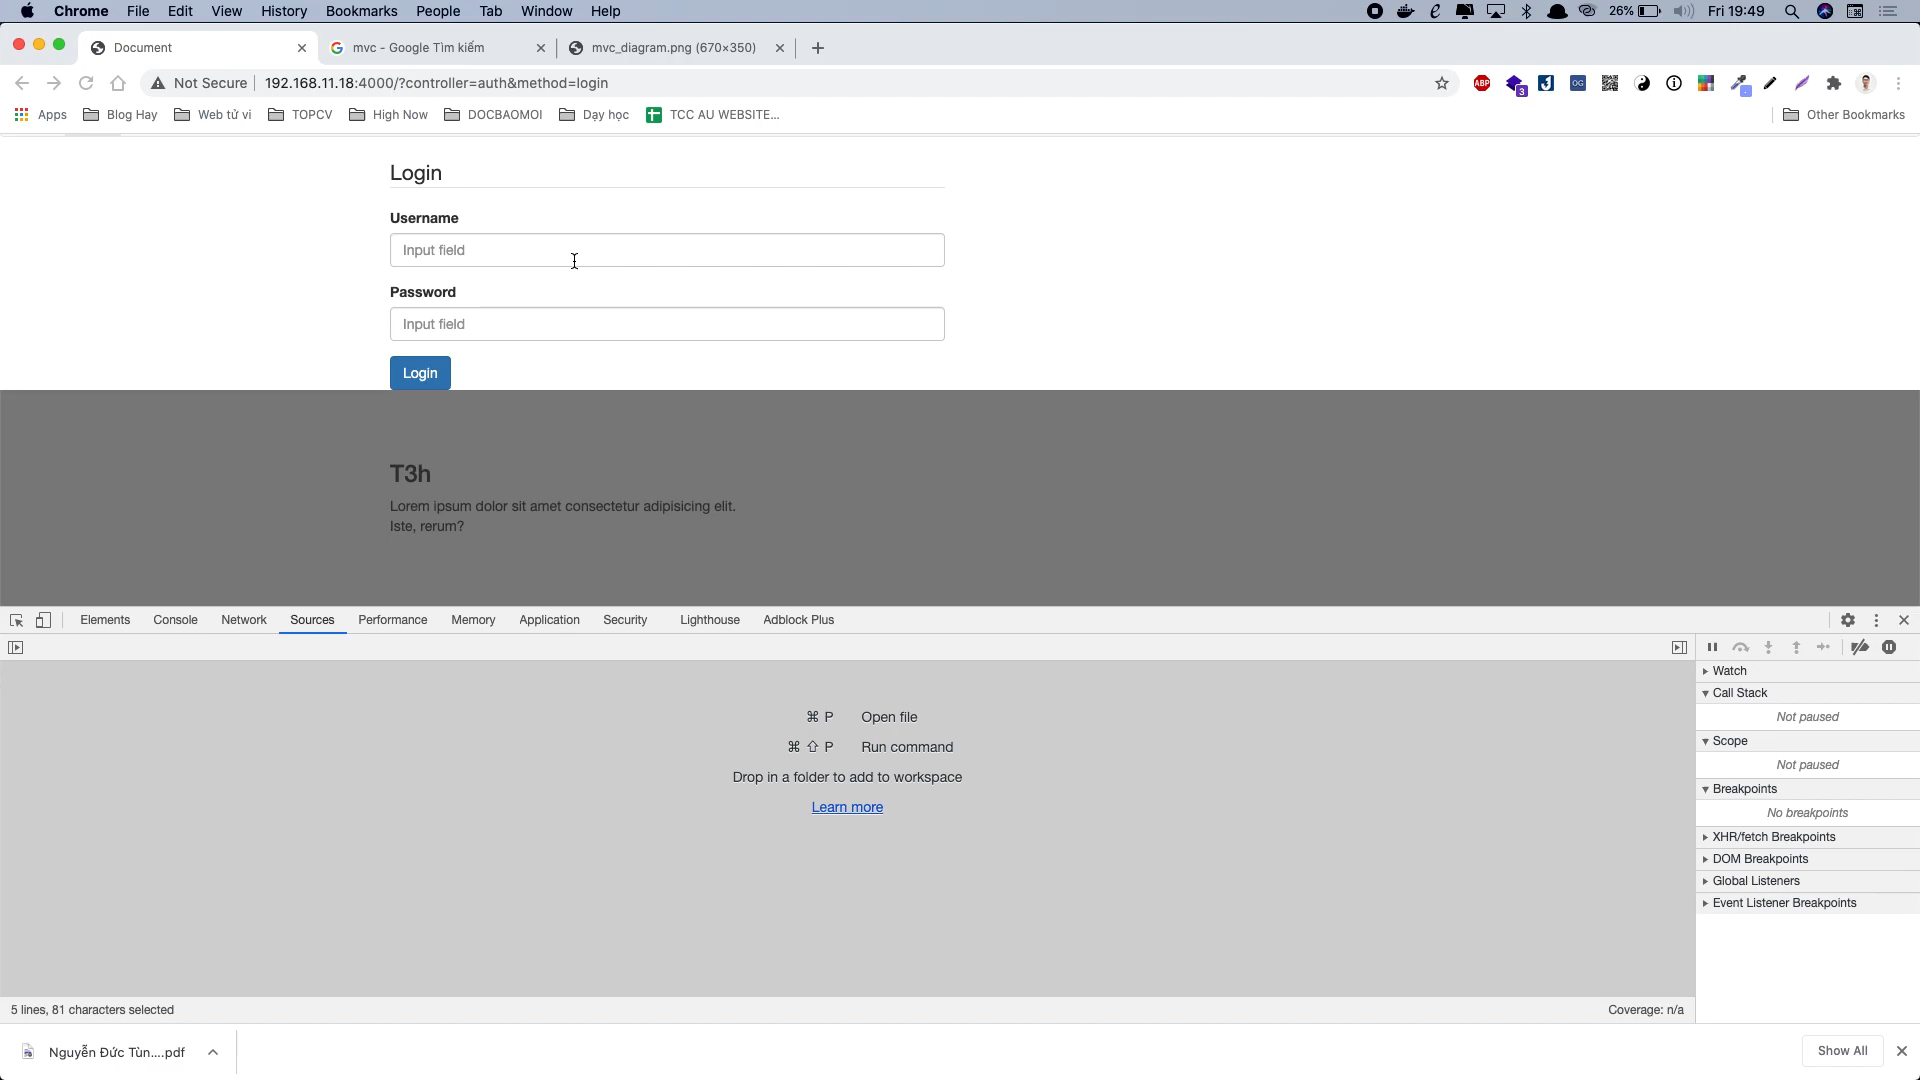 Chrome File Edit View History Bookmarks People Tab Window Help 26% Fri 19:49
Document mvc - Google Tìm kiếm mvc_diagram.png (670×350)
Not Secure 192.168.11.18:4000/?controller=auth&method=login
Apps Blog Hay Web tử vi TOPCV High Now DOCBAOMOI Dạy học TCC AU WEBSITE... Other Bookmarks
Login
Username
Input field
Password
Input field
Login
T3h
Lorem ipsum dolor sit amet consectetur adipisicing elit.
Iste, rerum?
Elements Console Network Sources Performance Memory Application Security Lighthouse Adblock Plus
Watch
Call Stack
Not paused
Scope
Not paused
Breakpoints
No breakpoints
XHR/fetch Breakpoints
DOM Breakpoints
Global Listeners
Event Listener Breakpoints
⌘ P Open file
⌘ ⇧ P Run command
Drop in a folder to add to workspace
Learn more
5 lines, 81 characters selected Coverage: n/a
Nguyễn Đức Tùn....pdf Show All